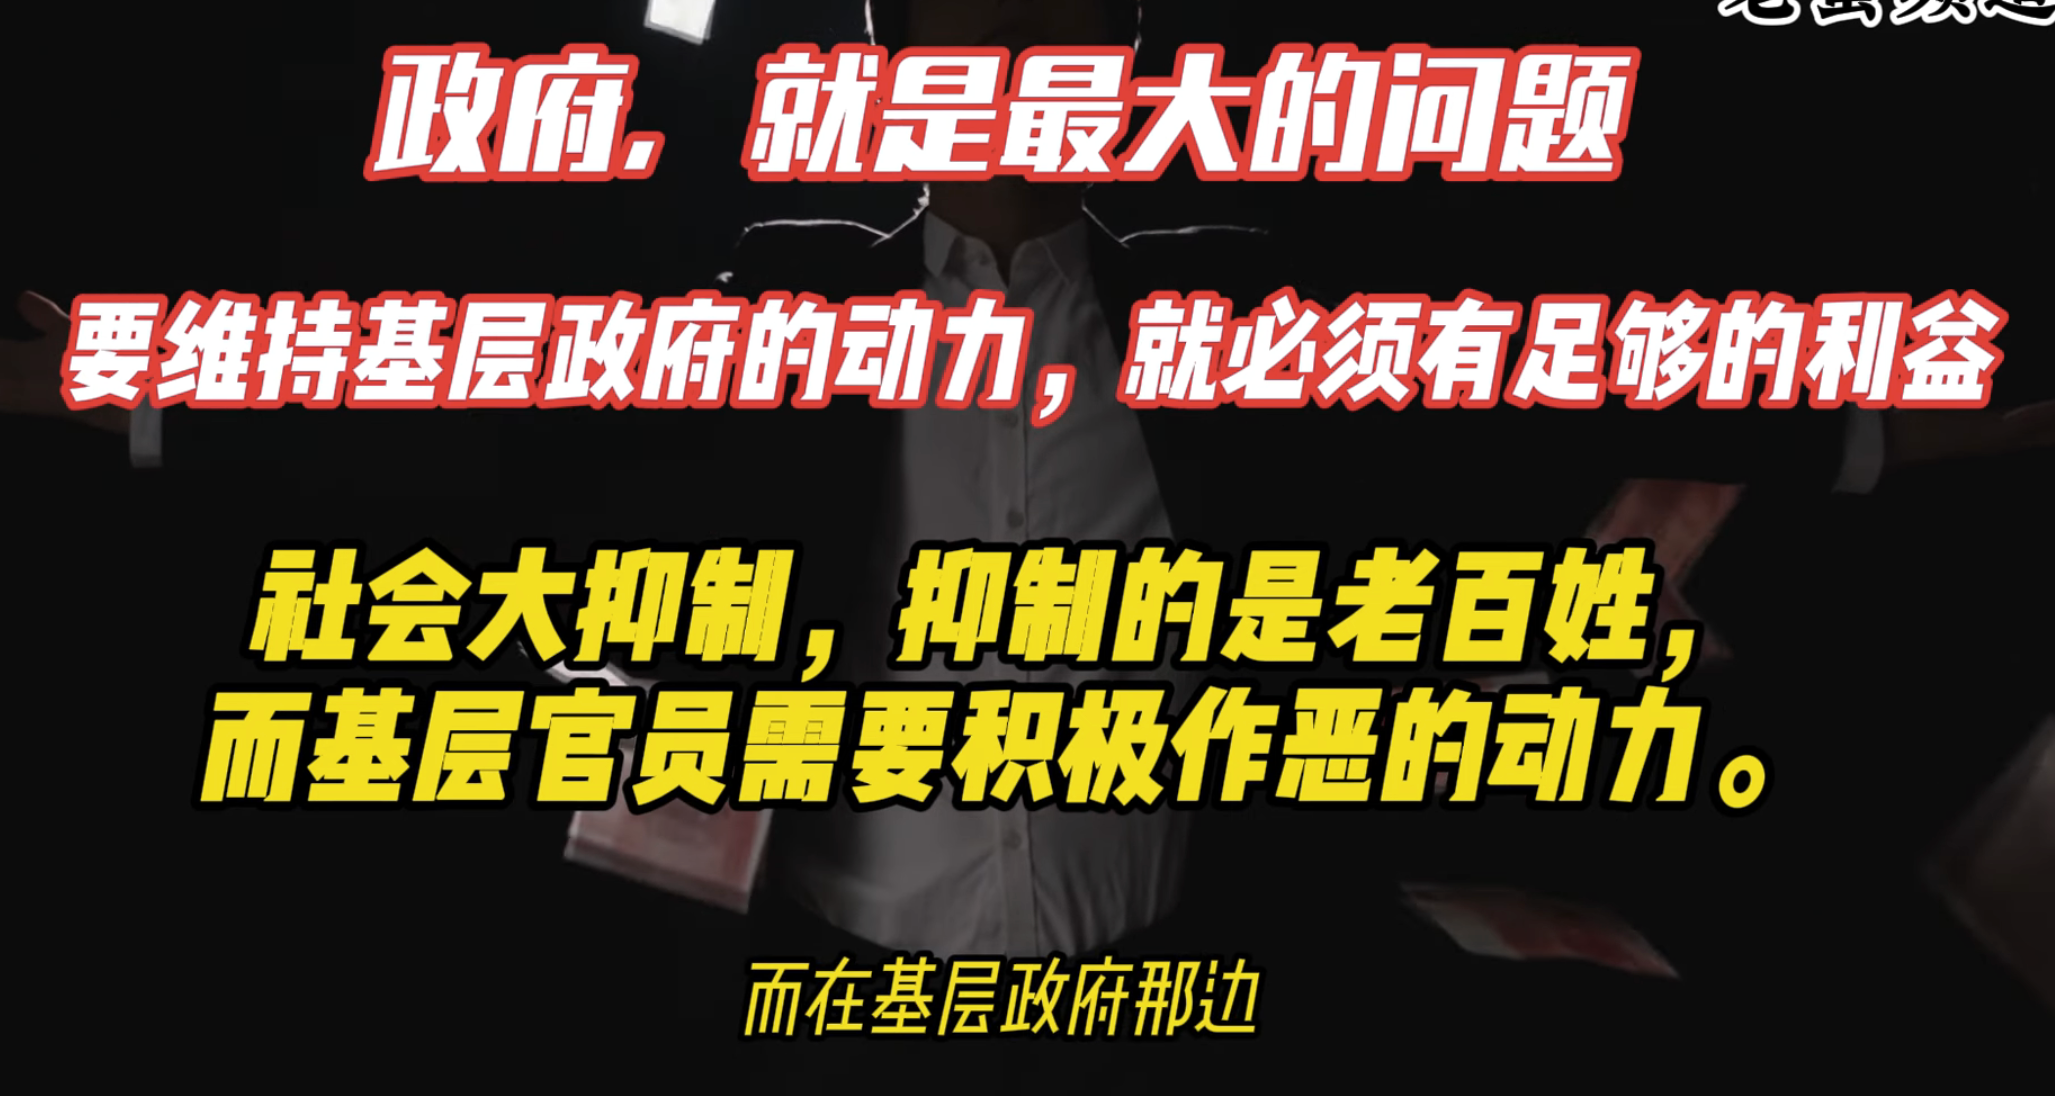 政府. 就是最大的问题
要维持基层政府的动力，就必须有足够的利益
社会大抑制，抑制的是老百姓，
而基层官员需要积极作恶的动力。
而在基层政府那边